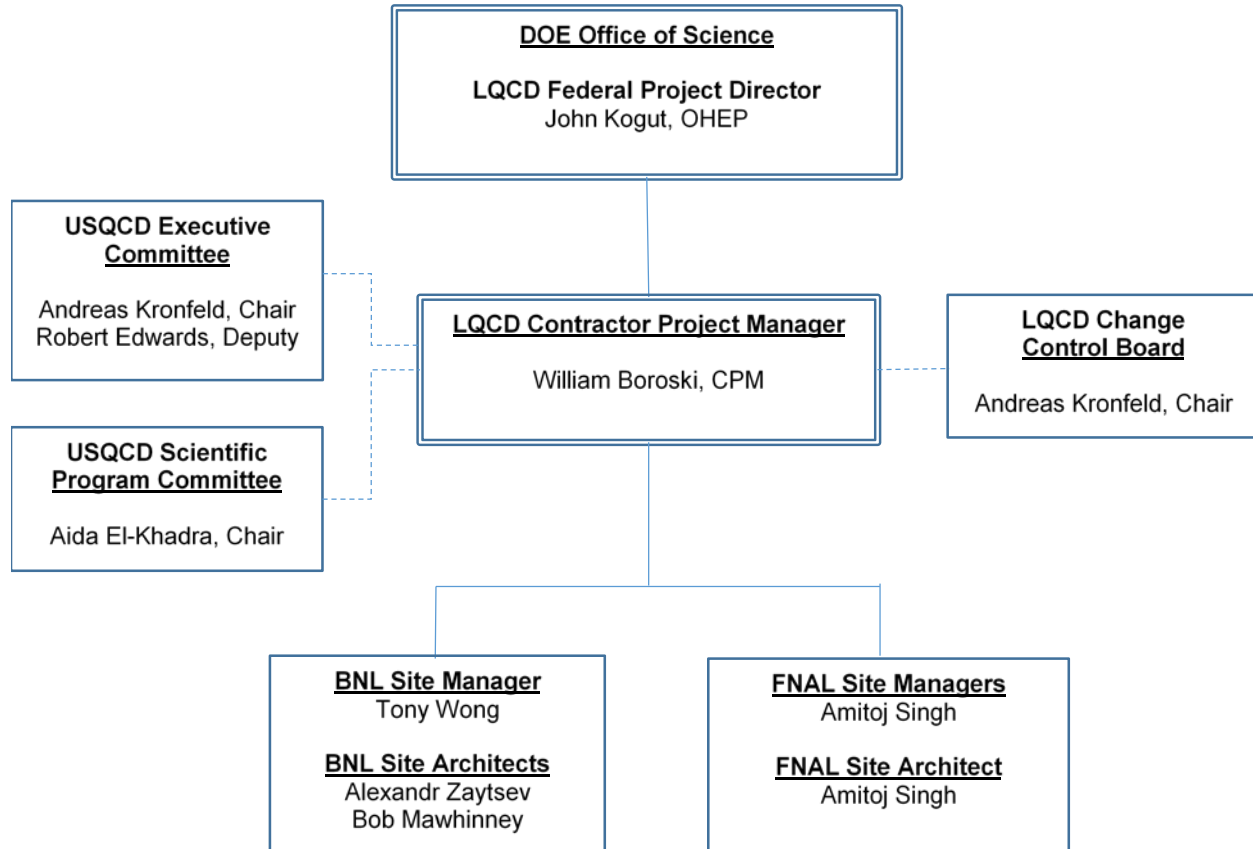 DOE Office of Science
LQCD Federal Project Director
John Kogut, OHEP
USQCD Executive
Committee
Andreas Kronfeld, Chair
Robert Edwards, Deputy
LQCD Contractor Project Manager
William Boroski, CPM
LQCD Change
Control Board
Andreas Kronfeld, Chair
USQCD Scientific
Program Committee
Aida El-Khadra, Chair
BNL Site Manager
Tony Wong
BNL Site Architects
Alexandr Zaytsev
Bob Mawhinney
FNAL Site Managers
Amitoj Singh
FNAL Site Architect
Amitoj Singh